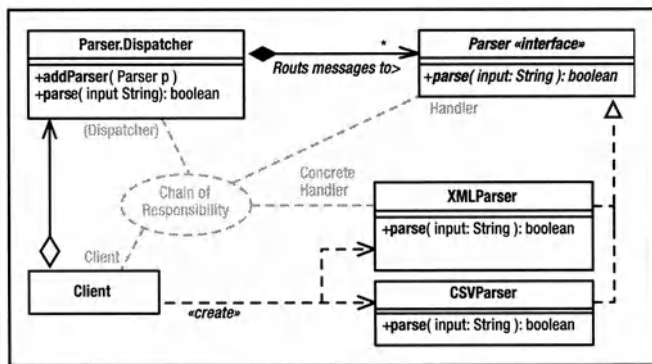 Parser.Dispatcher
+addParser( Parser p )
+parse( input String): boolean
*
Routs messages to>
Parser «interface»
+parse( input: String ): boolean
(Dispatcher)
Handler
Chain of
Responsibility
Concrete
Handler
XMLParser
+parse( input: String ): boolean
Client
Client
«create»
CSVParser
+parse( input: String ): boolean